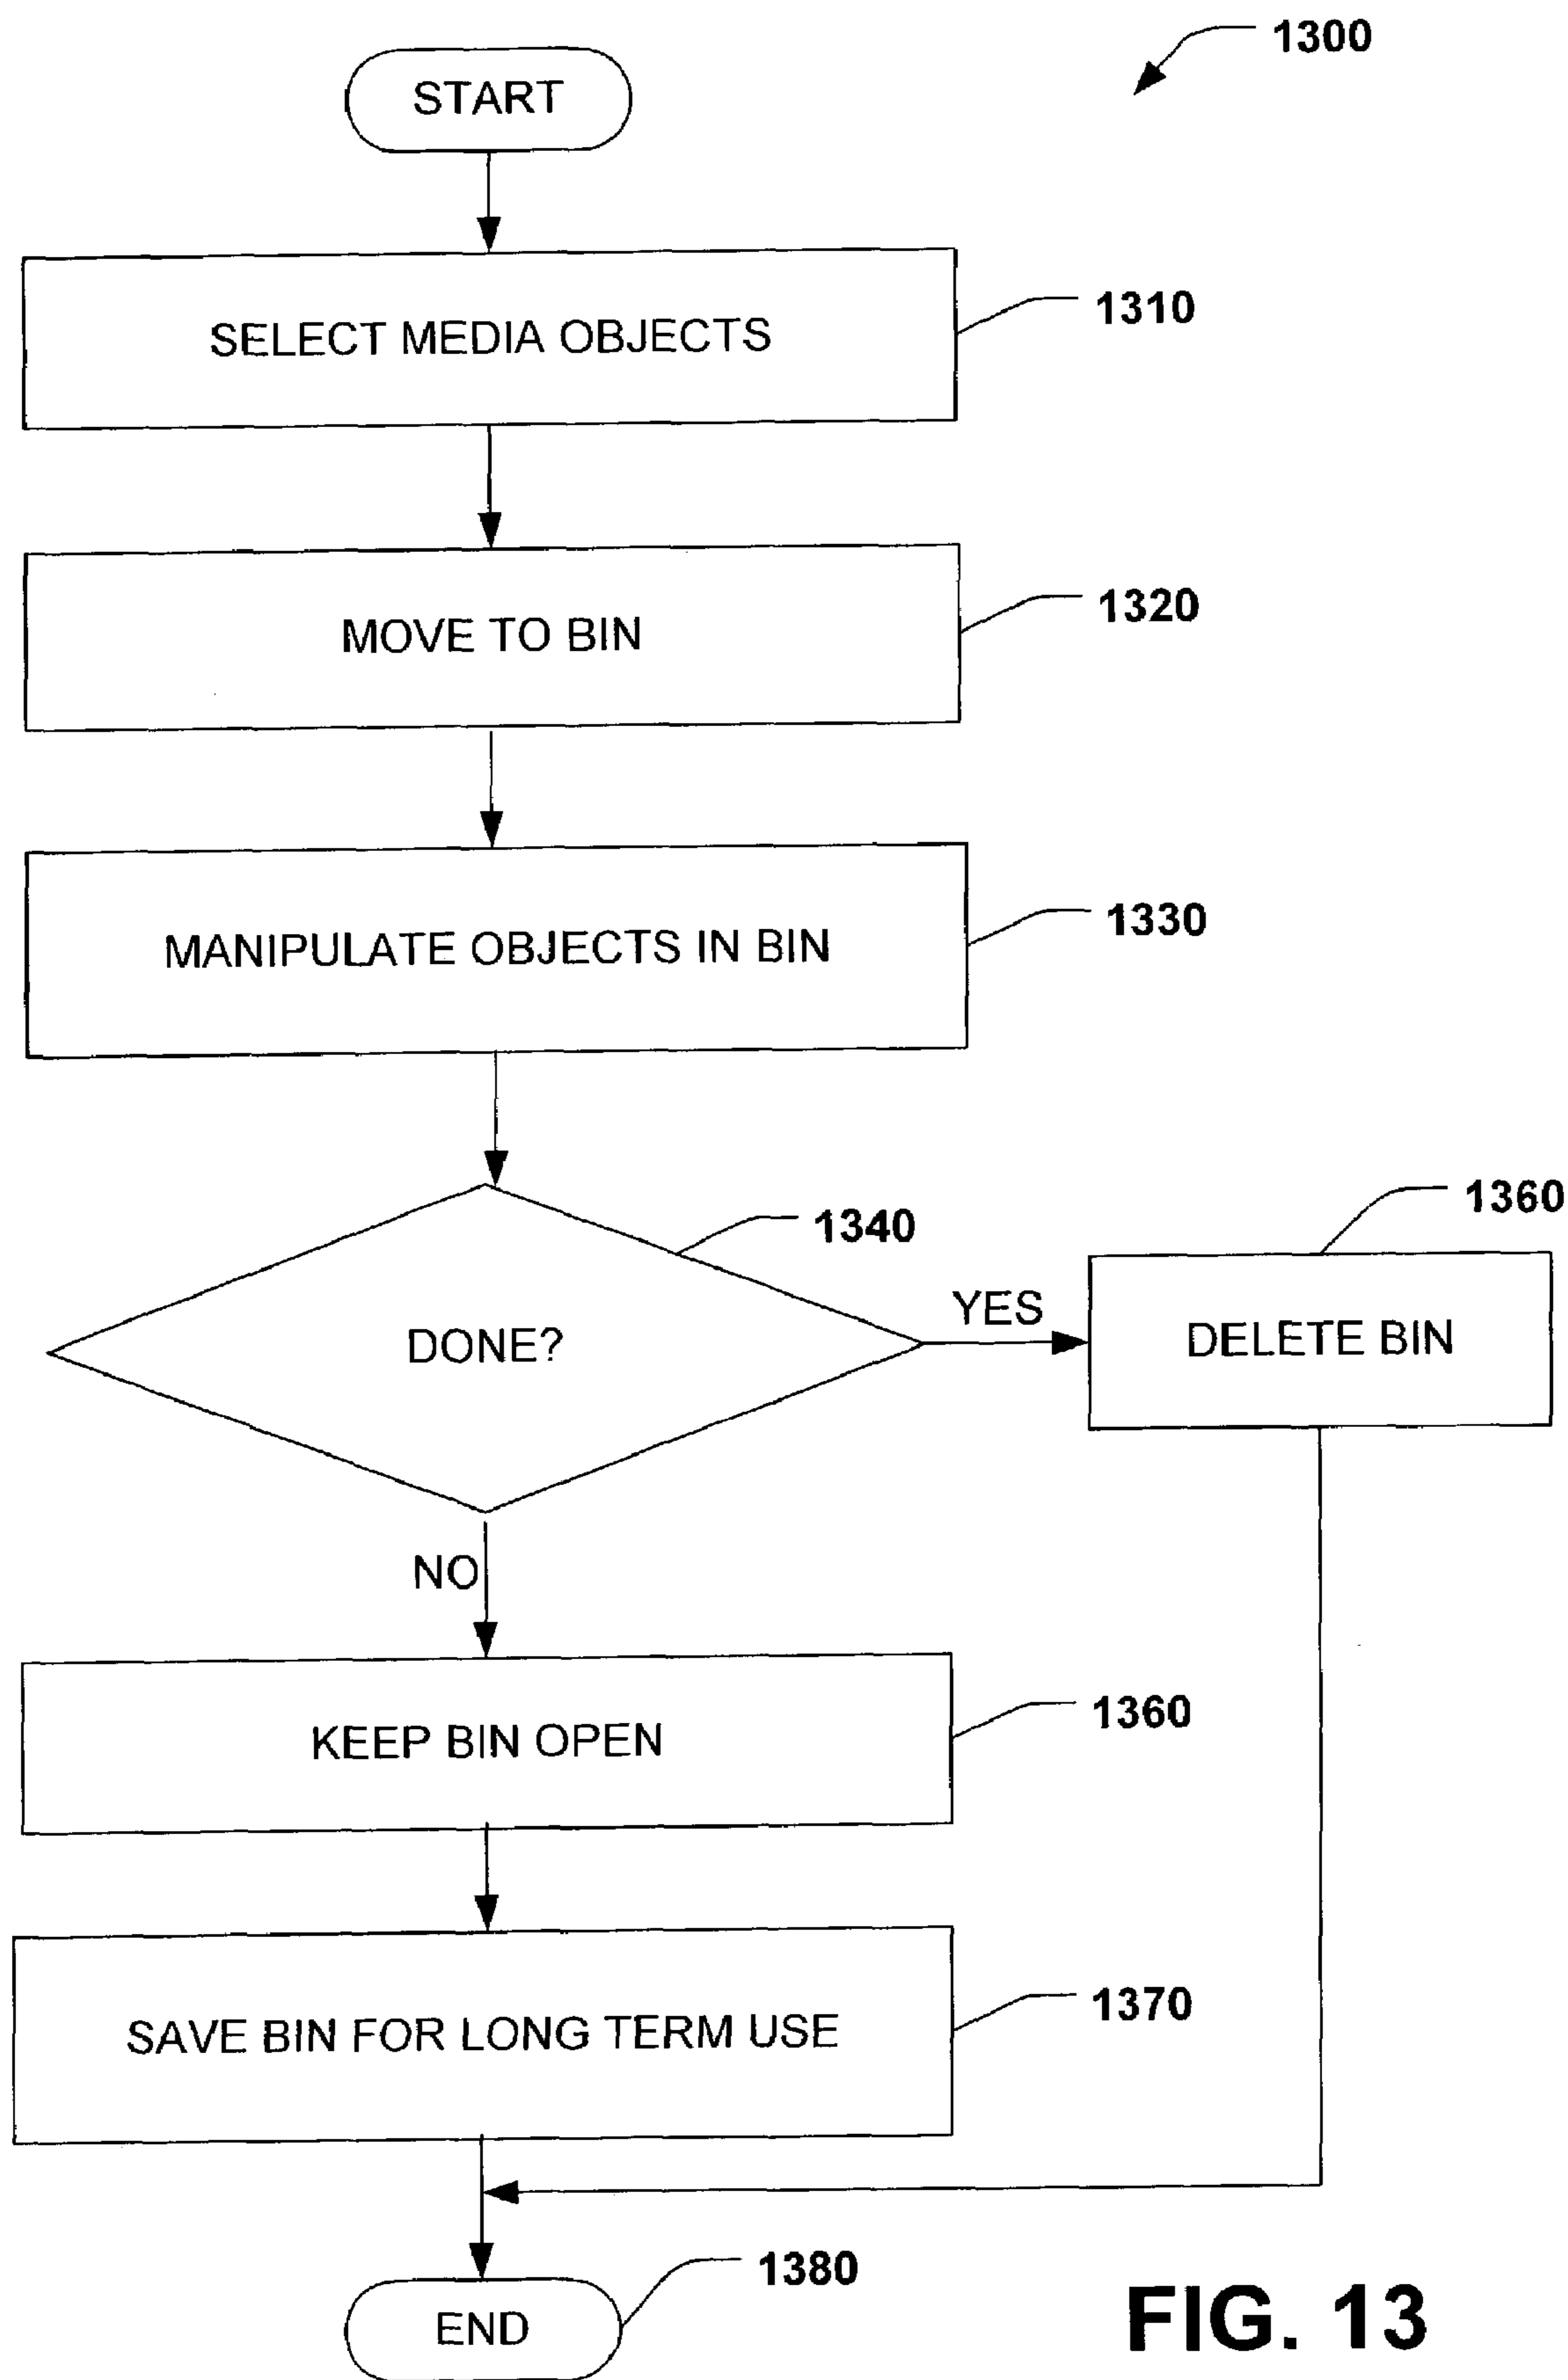 1300
START
SELECT MEDIA OBJECTS
1310
MOVE TO BIN
1320
MANIPULATE OBJECTS IN BIN
1330
DONE?
1340
YES
DELETE BIN
1360
NO
KEEP BIN OPEN
1360
SAVE BIN FOR LONG TERM USE
1370
END
1380
FIG. 13